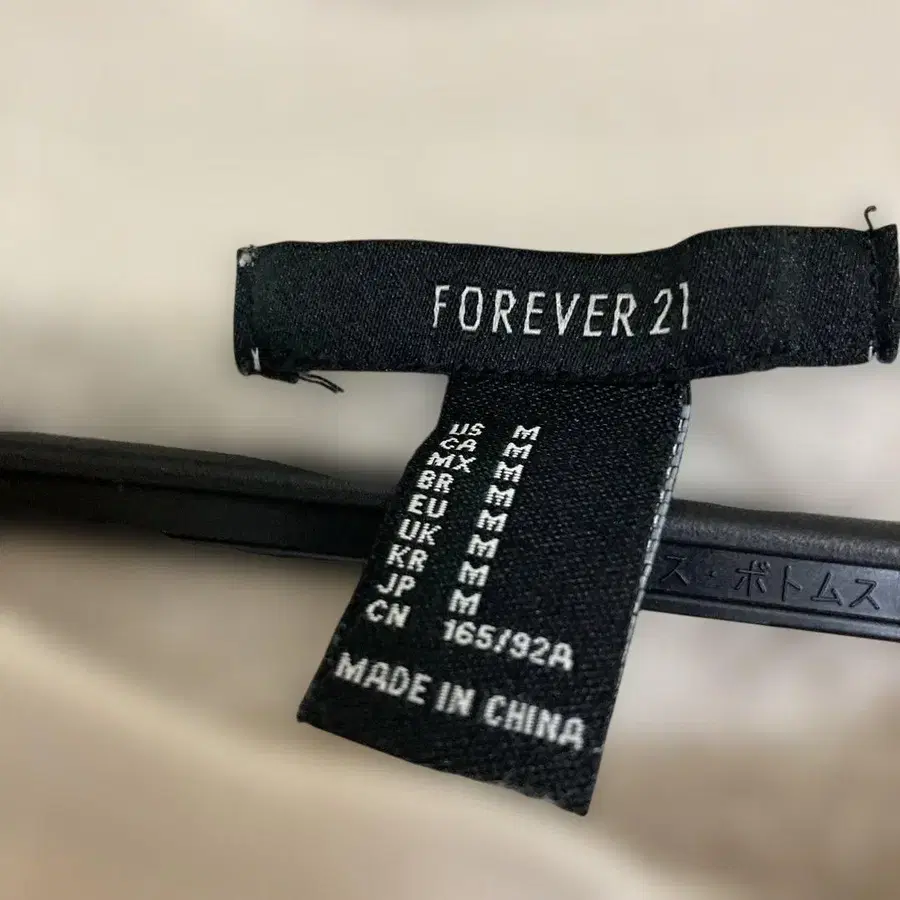 FOREVER 21
US M
CA M
MX M
BR M
EU M
UK M
KR M
JP M
CN 165/92A
MADE IN CHINA
ス・ボトムス